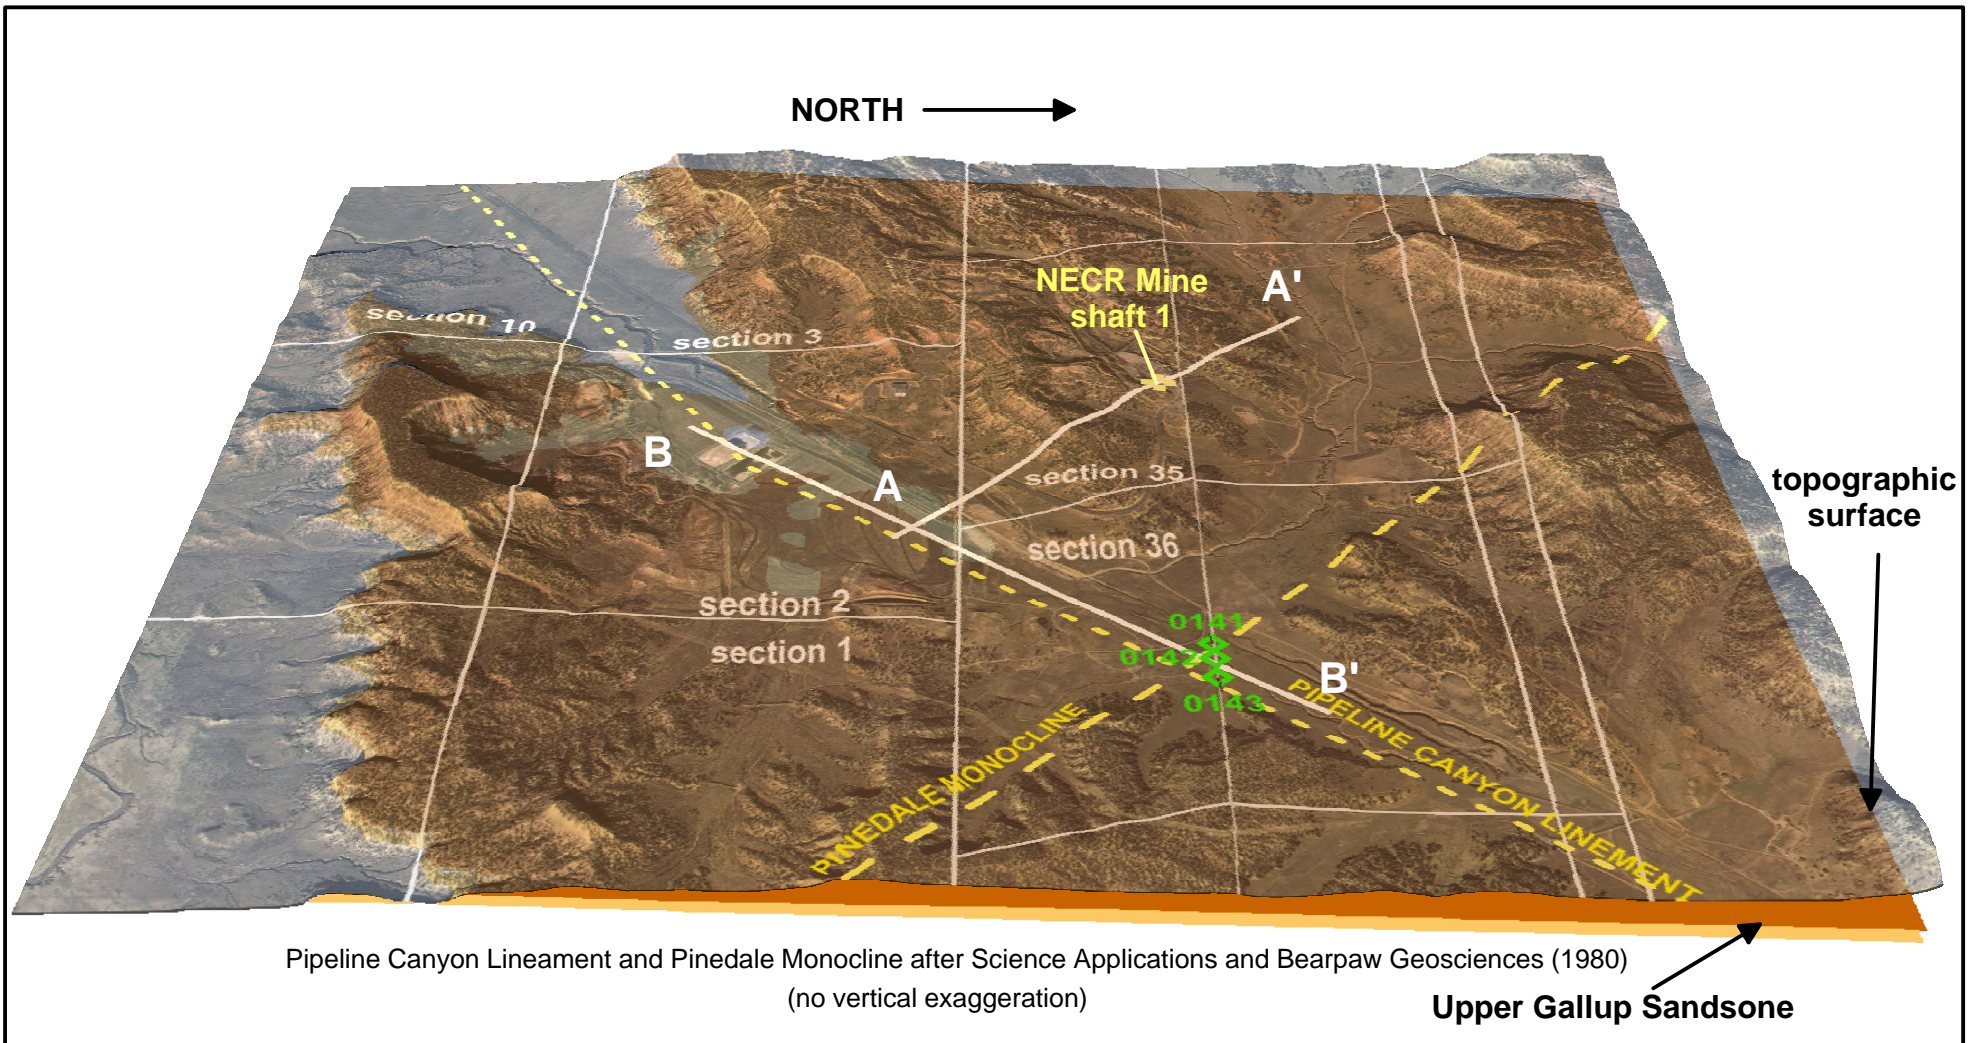 NORTH
NECR Mine
shaft 1
A'
section 10
section 3
B
A
section 35
topographic
surface
section 36
section 2
section 1
0141
0142
0143
B'
PINEDALE MONOCLINE
PIPELINE CANYON LINEMENT
Pipeline Canyon Lineament and Pinedale Monocline after Science Applications and Bearpaw Geosciences (1980)
(no vertical exaggeration)
Upper Gallup Sandsone